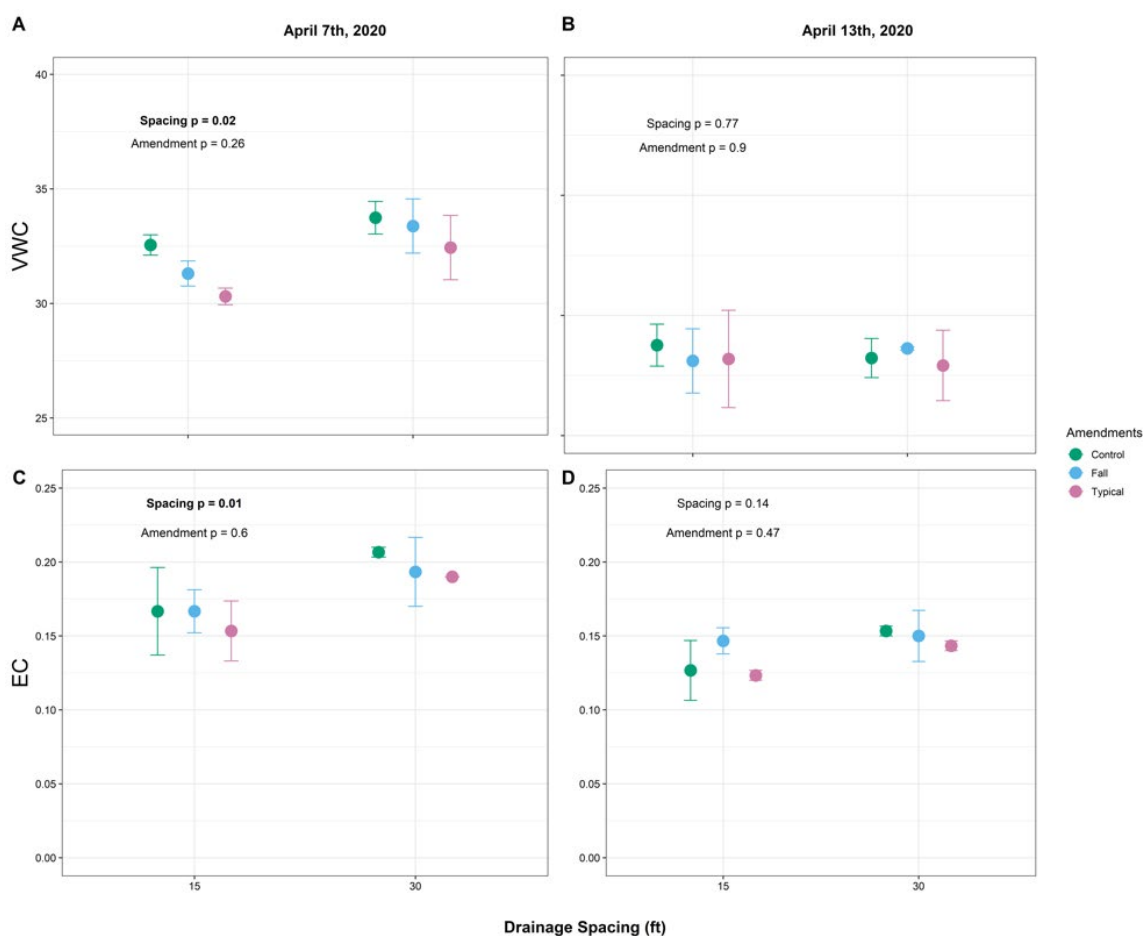 A
April 7th, 2020
B
April 13th, 2020
40
35
30
25
VWC
Spacing p = 0.02
Amendment p = 0.26
Spacing p = 0.77
Amendment p = 0.9
Amendments
Control
Fall
Typical
C
0.25
0.20
0.15
0.10
0.05
0.00
EC
Spacing p = 0.01
Amendment p = 0.6
15
30
D
0.25
0.20
0.15
0.10
0.05
0.00
Spacing p = 0.14
Amendment p = 0.47
15
30
Drainage Spacing (ft)